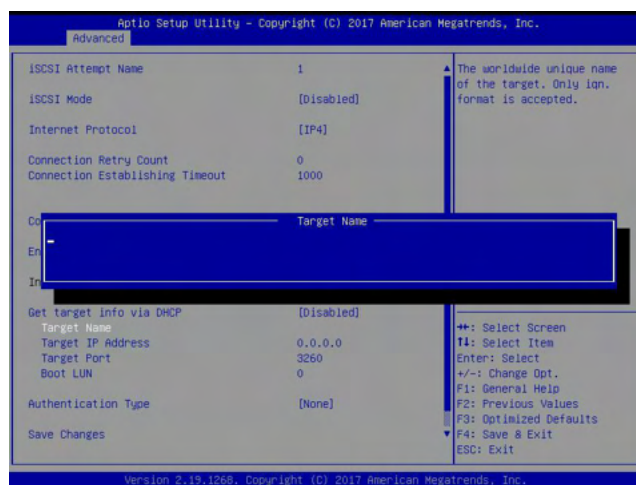 Aptio Setup Utility - Copyright (C) 2017 American Megatrends, Inc.
Advanced
iSCSI Attempt Name 1
iSCSI Mode [Disabled]
Internet Protocol [IP4]
Connection Retry Count 0
Connection Establishing Timeout 1000
Co
En
In
Target Name
Get target info via DHCP [Disabled]
Target Name
Target IP Address 0.0.0.0
Target Port 3260
Boot LUN 0
Authentication Type [None]
Save Changes
The worldwide unique name
of the target. Only iqn.
format is accepted.
→←: Select Screen
↑↓: Select Item
Enter: Select
+/-: Change Opt.
F1: General Help
F2: Previous Values
F3: Optimized Defaults
F4: Save & Exit
ESC: Exit
Version 2.19.1268. Copyright (C) 2017 American Megatrends, Inc.